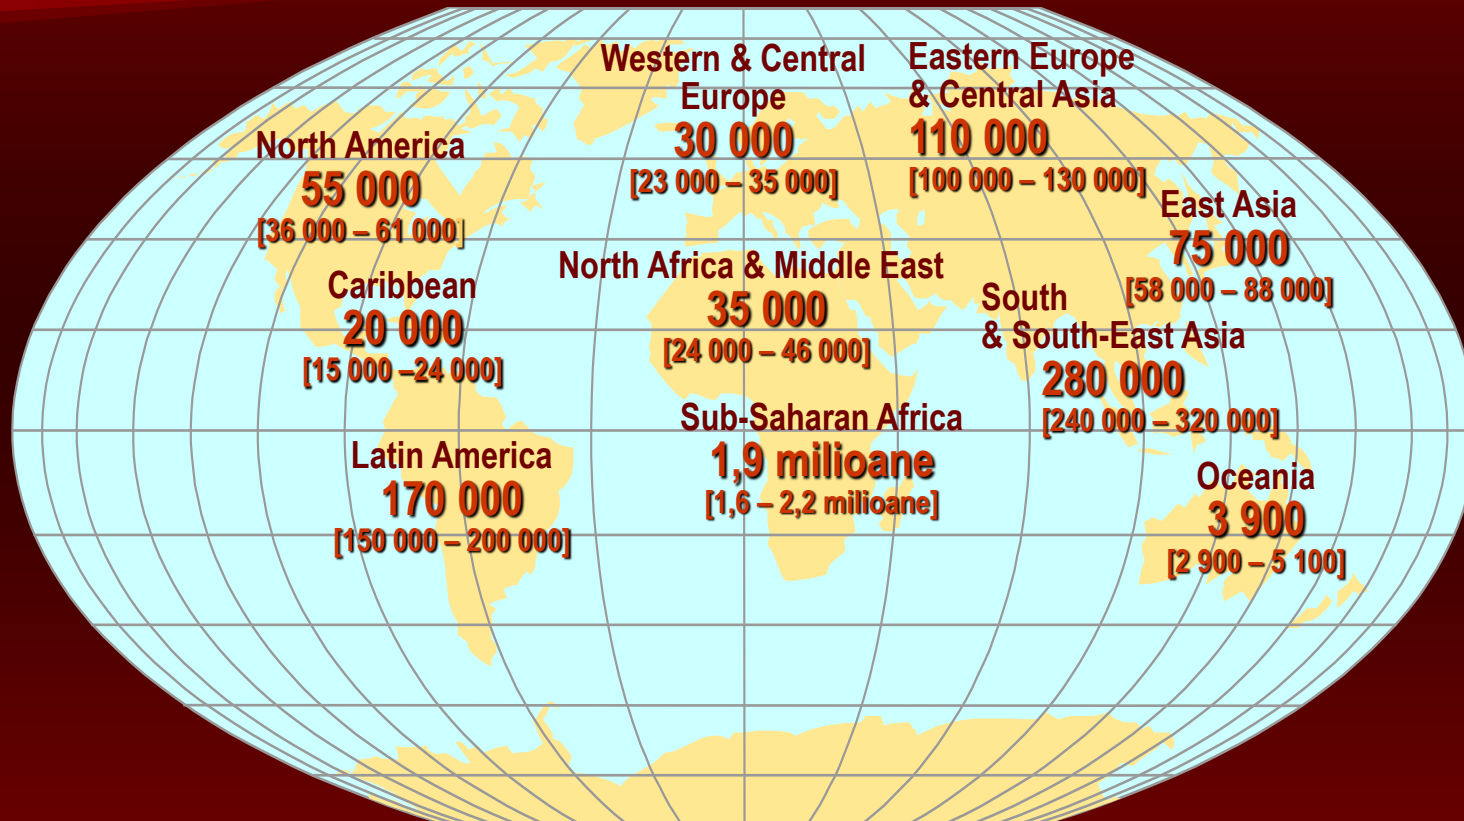 Western & Central
Europe
30 000
[23 000 – 35 000]
Eastern Europe
& Central Asia
110 000
[100 000 – 130 000]
North America
55 000
[36 000 – 61 000]
East Asia
75 000
[58 000 – 88 000]
North Africa & Middle East
35 000
[24 000 – 46 000]
Caribbean
20 000
[15 000 –24 000]
South
& South-East Asia
280 000
[240 000 – 320 000]
Sub-Saharan Africa
1,9 milioane
[1,6 – 2,2 milioane]
Latin America
170 000
[150 000 – 200 000]
Oceania
3 900
[2 900 – 5 100]